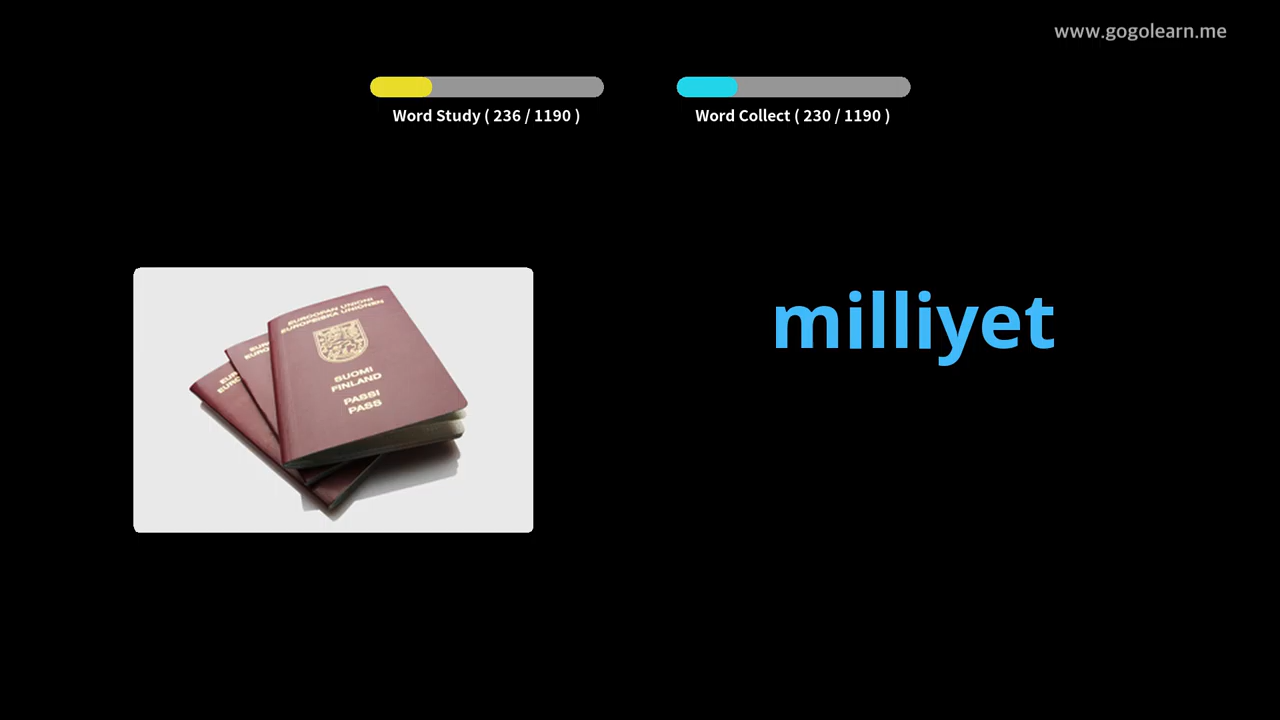 www.gogolearn.me
Word Study ( 236 / 1190 )
Word Collect ( 230 / 1190 )
milliyet
EUROOPAN UNIONI
EUROPEISKA UNIONEN
SUOMI
FINLAND
PASSI
PASS